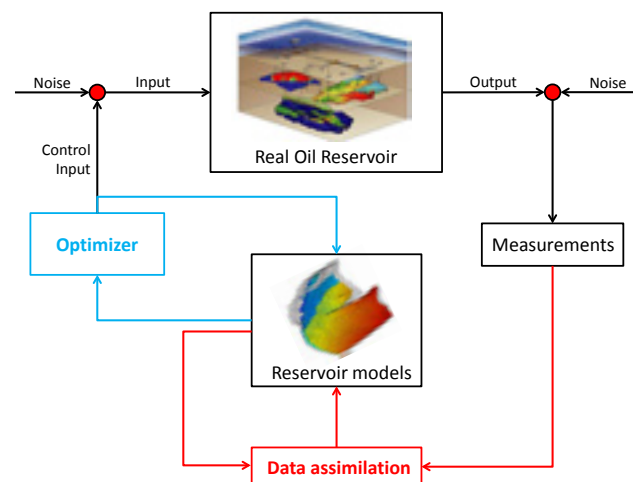 Noise
Input
Output
Noise
Control
Input
Real Oil Reservoir
Optimizer
Measurements
Reservoir models
Data assimilation